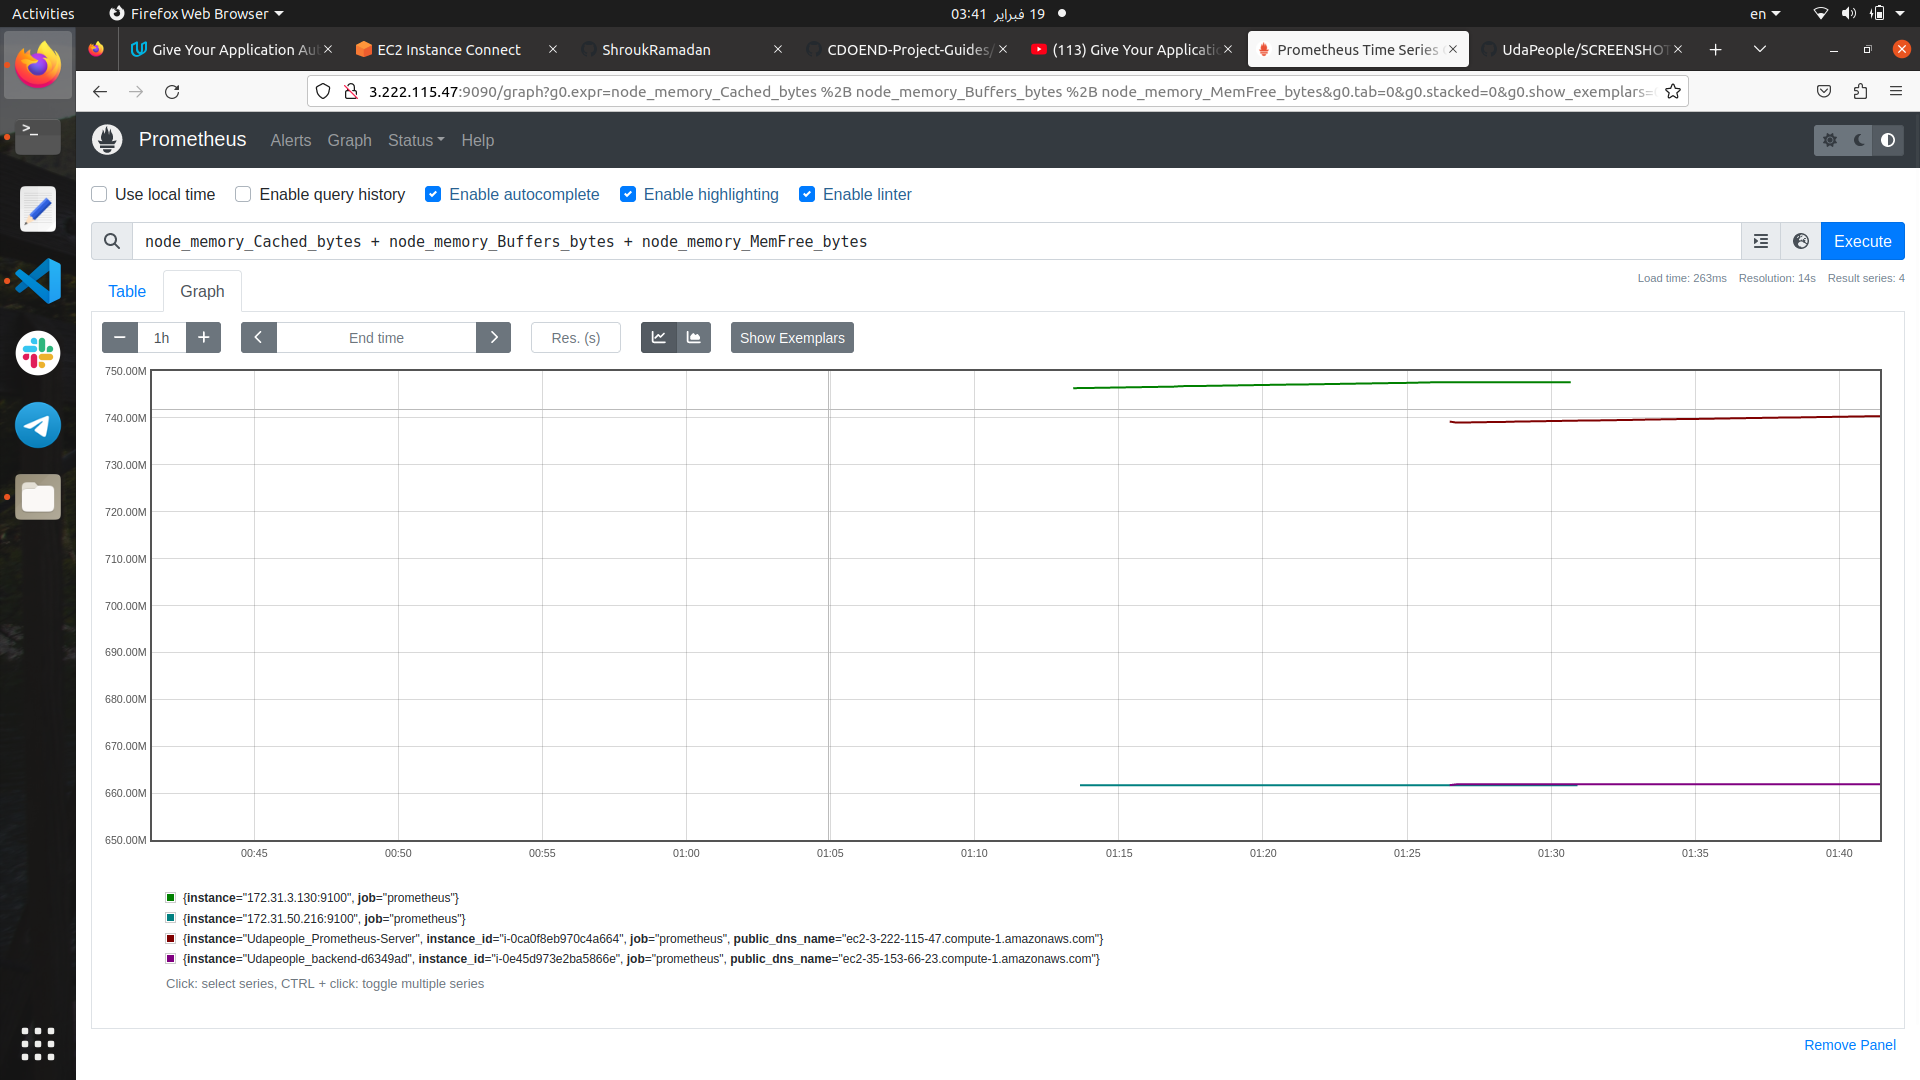 Activities
Firefox Web Browser
03:41 19 فبراير
en
Give Your Application Aut
EC2 Instance Connect
ShroukRamadan
CDOEND-Project-Guides/
(113) Give Your Applicatio
Prometheus Time Series C
UdaPeople/SCREENSHOT
3.222.115.47:9090/graph?g0.expr=node_memory_Cached_bytes %2B node_memory_Buffers_bytes %2B node_memory_MemFree_bytes&g0.tab=0&g0.stacked=0&g0.show_exemplars=
Prometheus
Alerts
Graph
Status
Help
Use local time
Enable query history
Enable autocomplete
Enable highlighting
Enable linter
node_memory_Cached_bytes + node_memory_Buffers_bytes + node_memory_MemFree_bytes
Execute
Load time: 263ms Resolution: 14s Result series: 4
Table
Graph
1h
End time
Res. (s)
Show Exemplars
750.00M
740.00M
730.00M
720.00M
710.00M
700.00M
690.00M
680.00M
670.00M
660.00M
650.00M
00:45 00:50 00:55 01:00 01:05 01:10 01:15 01:20 01:25 01:30 01:35 01:40
{instance="172.31.3.130:9100", job="prometheus"}
{instance="172.31.50.216:9100", job="prometheus"}
{instance="Udapeople_Prometheus-Server", instance_id="i-0ca0f8eb970c4a664", job="prometheus", public_dns_name="ec2-3-222-115-47.compute-1.amazonaws.com"}
{instance="Udapeople_backend-d6349ad", instance_id="i-0e45d973e2ba5866e", job="prometheus", public_dns_name="ec2-35-153-66-23.compute-1.amazonaws.com"}
Click: select series, CTRL + click: toggle multiple series
Remove Panel